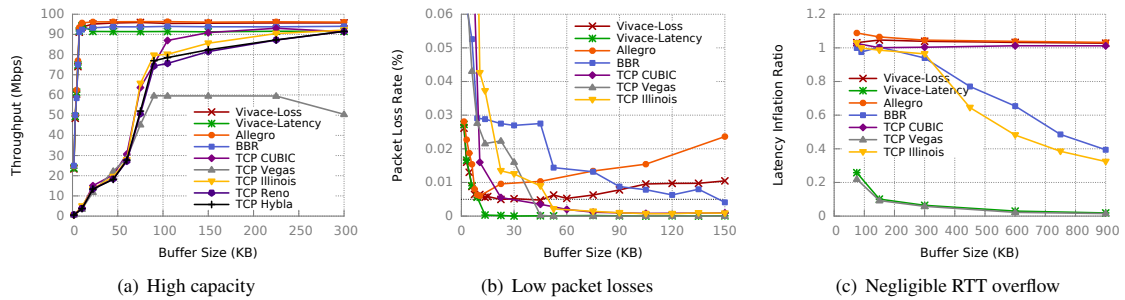 Throughput (Mbps)
110
100
90
80
70
60
50
40
30
20
10
0
Vivace-Loss
Vivace-Latency
Allegro
BBR
TCP CUBIC
TCP Vegas
TCP Illinois
TCP Reno
TCP Hybla
0 50 100 150 200 250 300
Buffer Size (KB)
(a) High capacity
Packet Loss Rate (%)
0.06
0.05
0.04
0.03
0.02
0.01
0
Vivace-Loss
Vivace-Latency
Allegro
BBR
TCP CUBIC
TCP Vegas
TCP Illinois
0 30 60 90 120 150
Buffer Size (KB)
(b) Low packet losses
Latency Inflation Ratio
1.2
1
0.8
0.6
0.4
0.2
0
Vivace-Loss
Vivace-Latency
Allegro
BBR
TCP CUBIC
TCP Vegas
TCP Illinois
0 100 200 300 400 500 600 700 800 900
Buffer Size (KB)
(c) Negligible RTT overflow